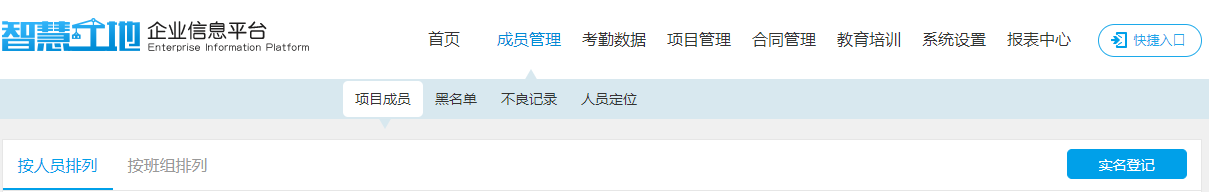 智慧工地 企业信息平台
Enterprise Information Platform
首页 成员管理 考勤数据 项目管理 合同管理 教育培训 系统设置 报表中心 快捷入口
项目成员 黑名单 不良记录 人员定位
按人员排列 按班组排列 实名登记